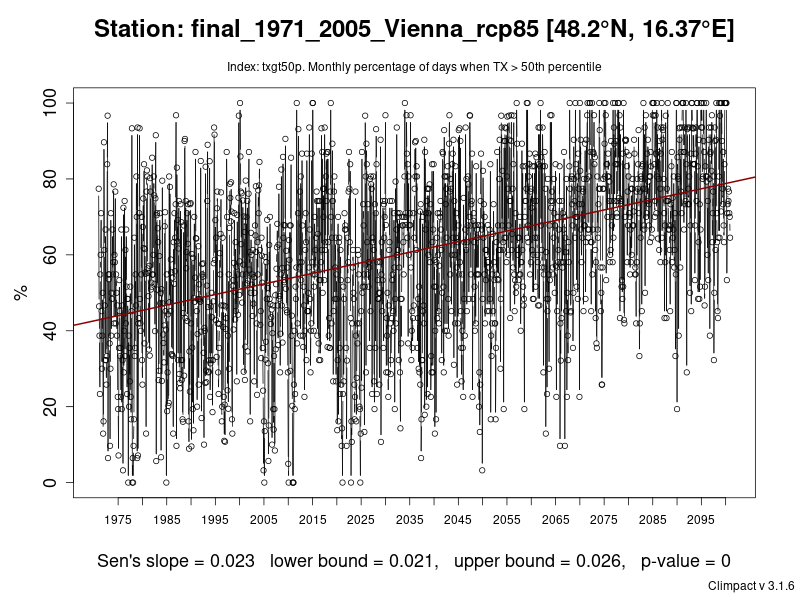 Station: final_1971_2005_Vienna_rcp85 [48.2°N, 16.37°E]
Index: txgt50p. Monthly percentage of days when TX > 50th percentile
100
80
60
40
20
0
%
1975 1985 1995 2005 2015 2025 2035 2045 2055 2065 2075 2085 2095
Sen's slope = 0.023 lower bound = 0.021, upper bound = 0.026, p-value = 0
Climpact v 3.1.6